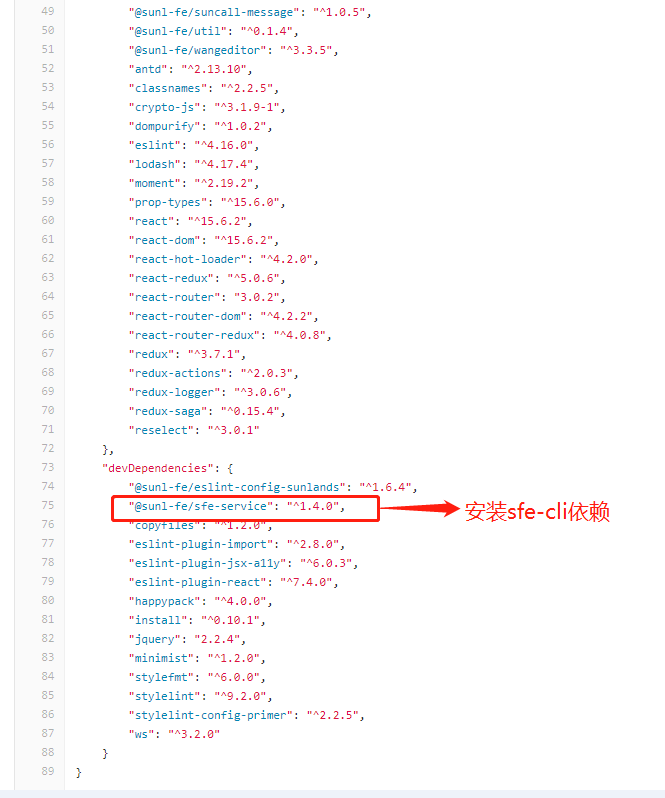 49 "@sunl-fe/suncall-message": "^1.0.5",
50 "@sunl-fe/util": "^0.1.4",
51 "@sunl-fe/wangeditor": "^3.3.5",
52 "antd": "^2.13.10",
53 "classnames": "^2.2.5",
54 "crypto-js": "^3.1.9-1",
55 "dompurify": "^1.0.2",
56 "eslint": "^4.16.0",
57 "lodash": "^4.17.4",
58 "moment": "^2.19.2",
59 "prop-types": "^15.6.0",
60 "react": "^15.6.2",
61 "react-dom": "^15.6.2",
62 "react-hot-loader": "^4.2.0",
63 "react-redux": "^5.0.6",
64 "react-router": "3.0.2",
65 "react-router-dom": "^4.2.2",
66 "react-router-redux": "^4.0.8",
67 "redux": "^3.7.1",
68 "redux-actions": "^2.0.3",
69 "redux-logger": "^3.0.6",
70 "redux-saga": "^0.15.4",
71 "reselect": "^3.0.1"
72 },
73 "devDependencies": {
74 "@sunl-fe/eslint-config-sunlands": "^1.6.4",
75 "@sunl-fe/sfe-service": "^1.4.0", 安装sfe-cli依赖
76 "copyfiles": "^1.2.0",
77 "eslint-plugin-import": "^2.8.0",
78 "eslint-plugin-jsx-a11y": "^6.0.3",
79 "eslint-plugin-react": "^7.4.0",
80 "happypack": "^4.0.0",
81 "install": "^0.10.1",
82 "jquery": "2.2.4",
83 "minimist": "^1.2.0",
84 "stylefmt": "^6.0.0",
85 "stylelint": "^9.2.0",
86 "stylelint-config-primer": "^2.2.5",
87 "ws": "^3.2.0"
88 }
89 }